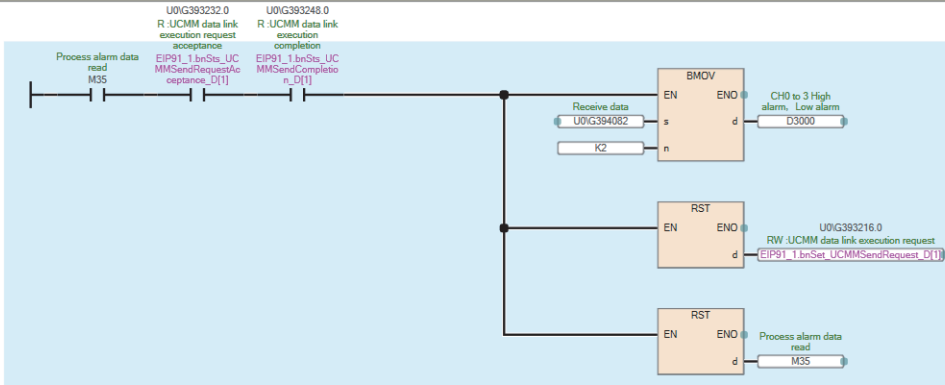 U0\G393232.0
R :UCMM data link
execution request
acceptance
EIP91_1.bnSts_UC
MMSendRequestAc
ceptance_D[1]
U0\G393248.0
R :UCMM data link
execution
completion
EIP91_1.bnSts_UC
MMSendCompletio
n_D[1]
Process alarm data
read
M35
BMOV
EN
ENO
Receive data
U0\G394082
s
d
CH0 to 3 High
alarm, Low alarm
D3000
K2
n
RST
EN
ENO
d
U0\G393216.0
RW :UCMM data link execution request
EIP91_1.bnSet_UCMMSendRequest_D[1]
RST
EN
ENO
d
Process alarm data
read
M35